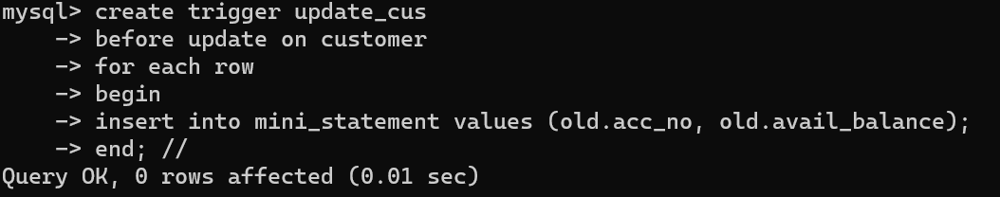 mysql> create trigger update_cus
    -> before update on customer
    -> for each row
    -> begin
    -> insert into mini_statement values (old.acc_no, old.avail_balance);
    -> end; //
Query OK, 0 rows affected (0.01 sec)